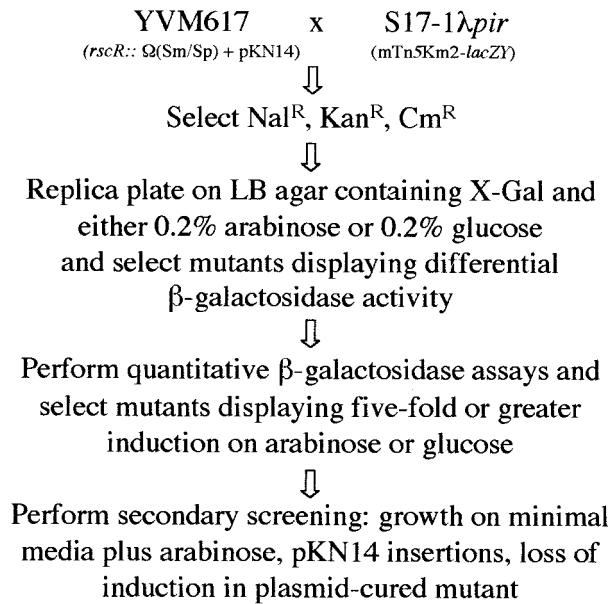 YVM617 x S17-1λpir
(rscR:: Ω(Sm/Sp) + pKN14) (mTn5Km2-lacZY)
Select Nal^R, Kan^R, Cm^R
Replica plate on LB agar containing X-Gal and
either 0.2% arabinose or 0.2% glucose
and select mutants displaying differential
β-galactosidase activity
Perform quantitative β-galactosidase assays and
select mutants displaying five-fold or greater
induction on arabinose or glucose
Perform secondary screening: growth on minimal
media plus arabinose, pKN14 insertions, loss of
induction in plasmid-cured mutant